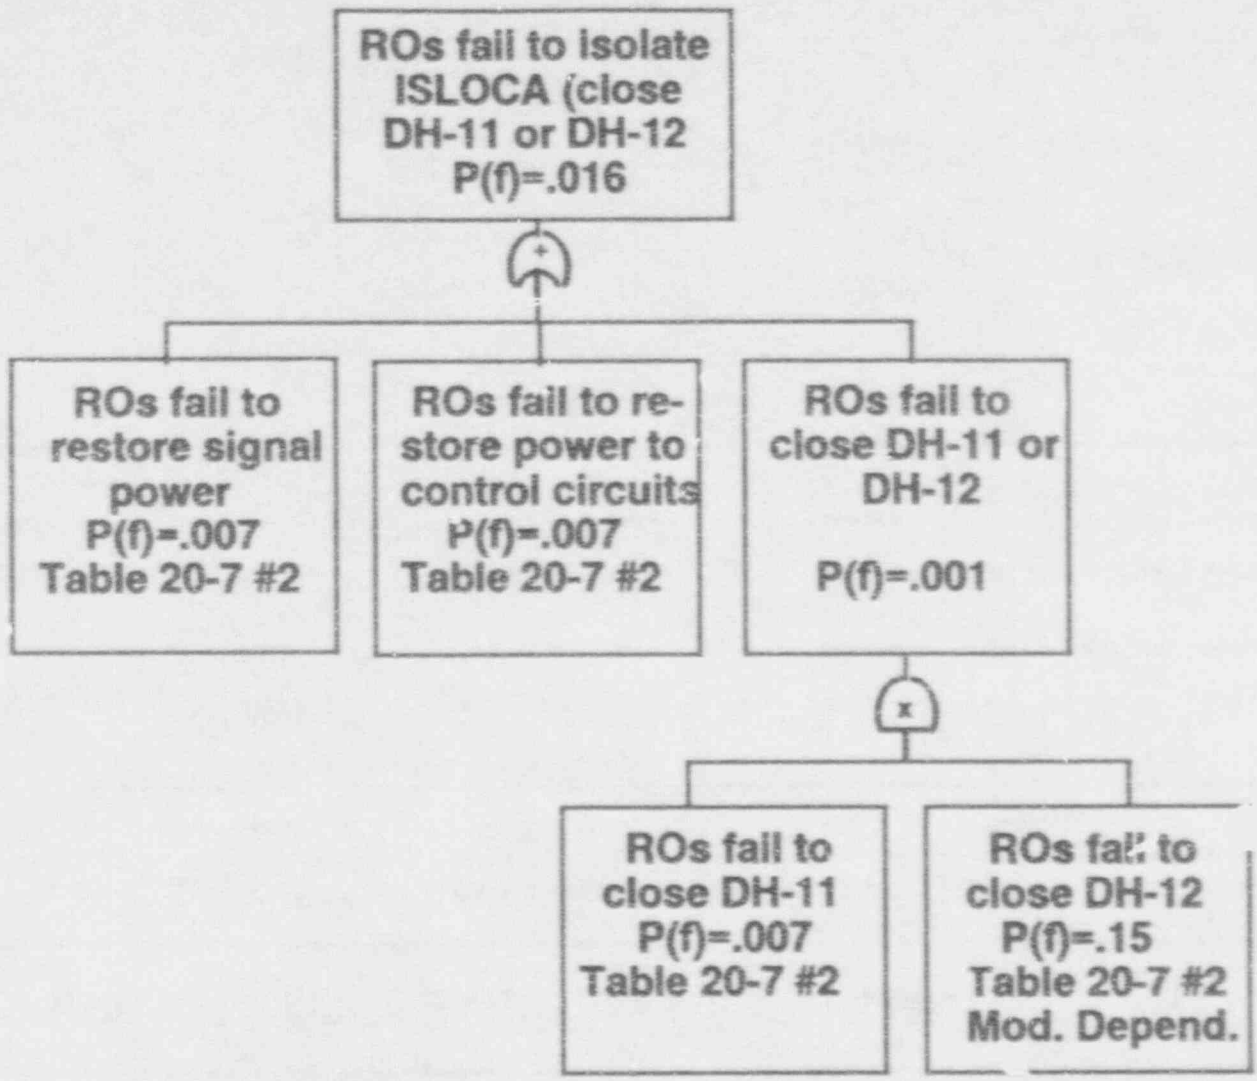 ROs fail to isolate
ISLOCA (close
DH-11 or DH-12
P(f)=.016
+
ROs fail to
restore signal
power
P(f)=.007
Table 20-7 #2
ROs fail to re-
store power to
control circuits
P(f)=.007
Table 20-7 #2
ROs fail to
close DH-11 or
DH-12
P(f)=.001
x
ROs fail to
close DH-11
P(f)=.007
Table 20-7 #2
ROs fail to
close DH-12
P(f)=.15
Table 20-7 #2
Mod. Depend.